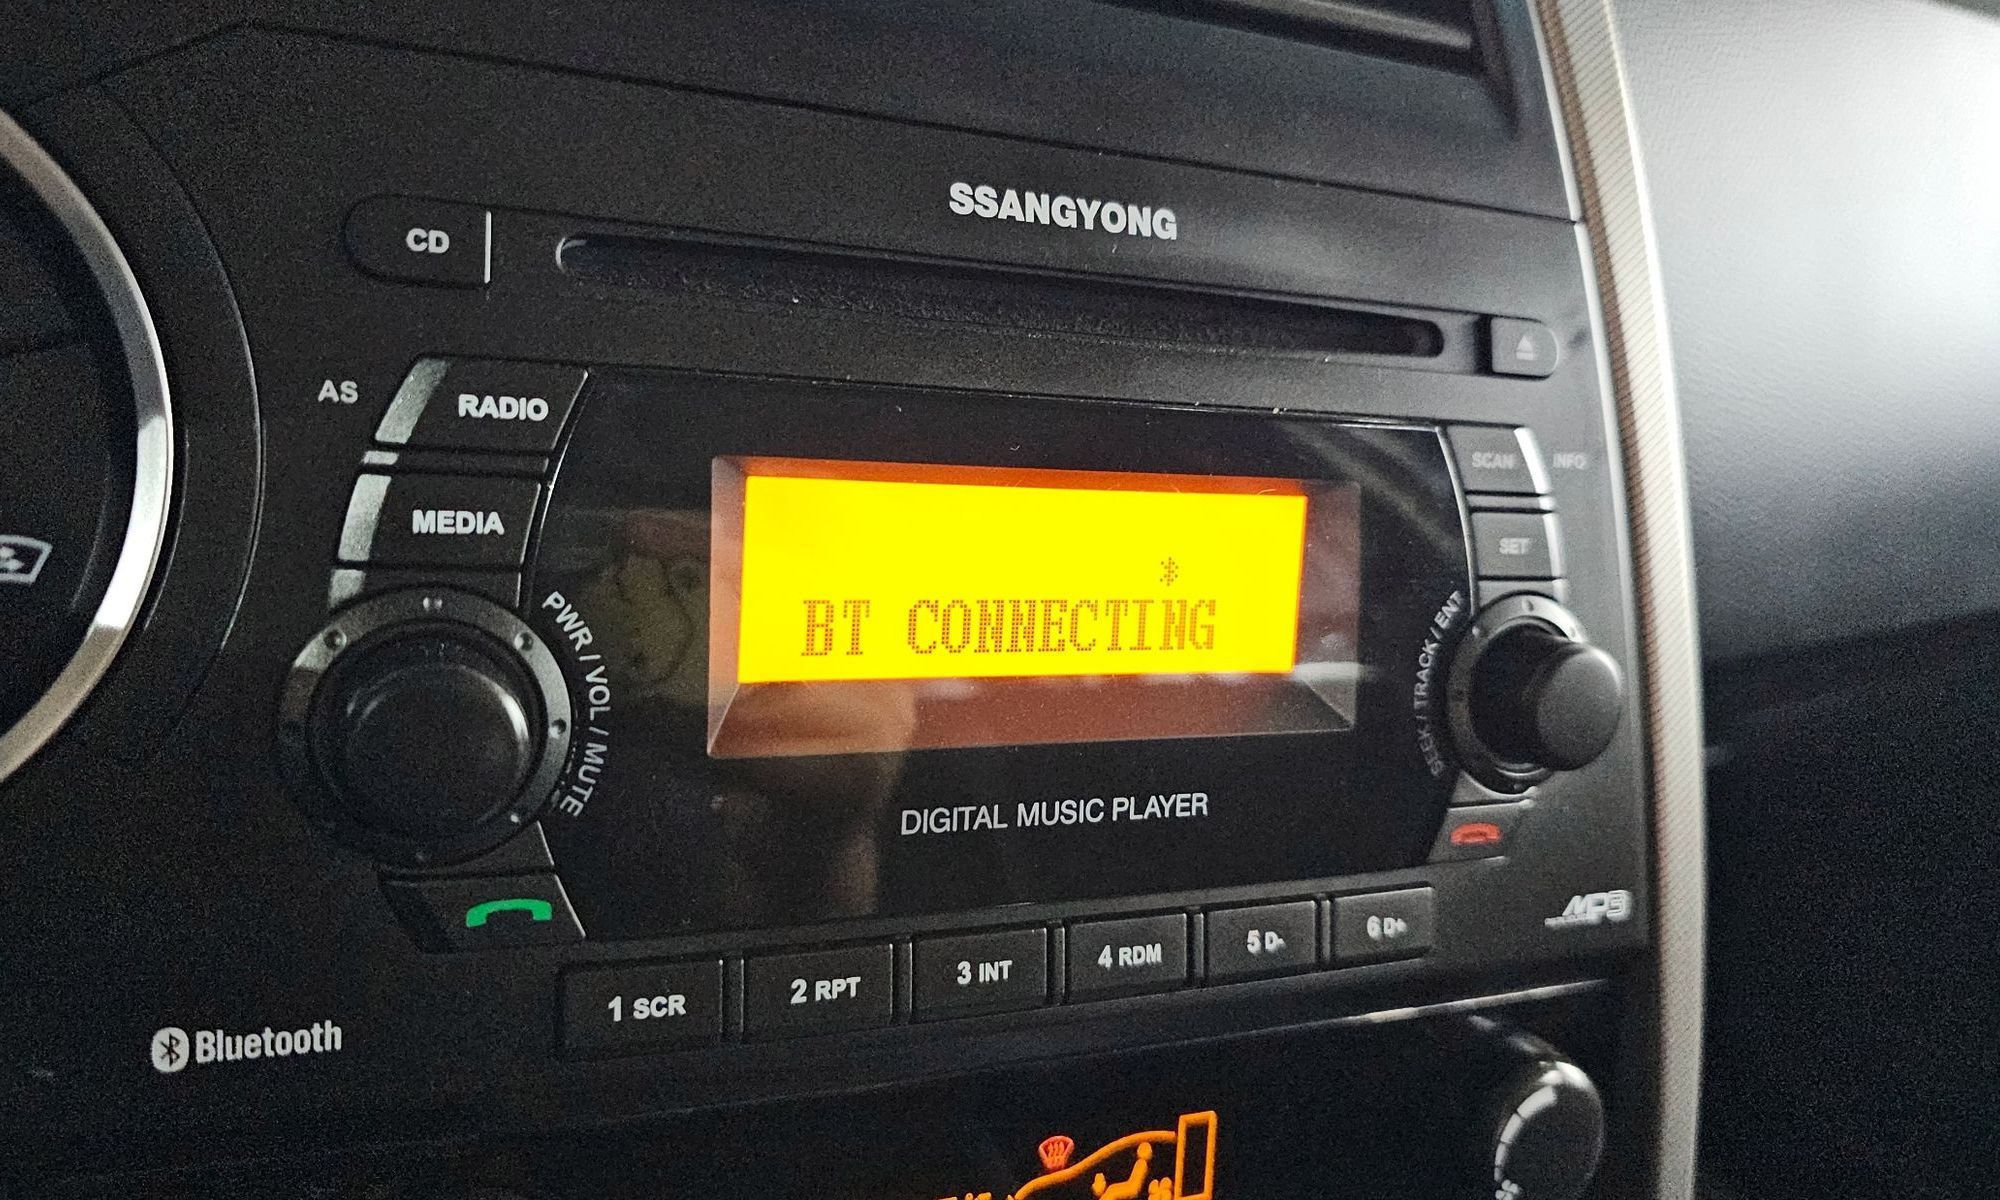 SSANGYONG
CD
AS
RADIO
MEDIA
SCAN
INFO
SET
BT CONNECTING
PWR / VOL / MUTE
SEEK / TRACK / ENT
DIGITAL MUSIC PLAYER
MP3
1 SCR
2 RPT
3 INT
4 RDM
5 D-
6 D+
Bluetooth